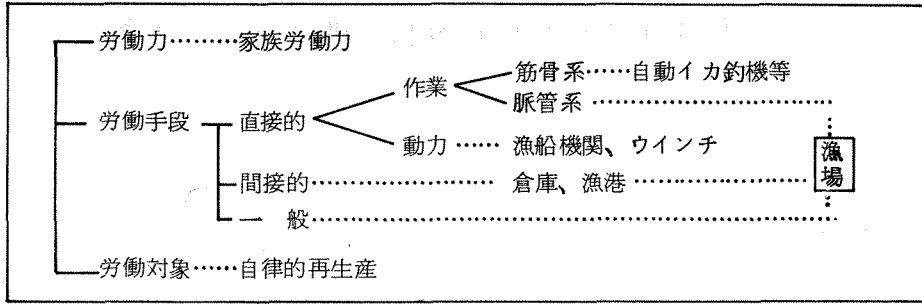 労働力………家族労働力
筋骨系……自動イカ釣機等
作業
脈管系
労働手段 直接的
動力……漁船機関、ウインチ
漁場
間接的 倉庫、漁港
一般
労働対象……自律的再生産